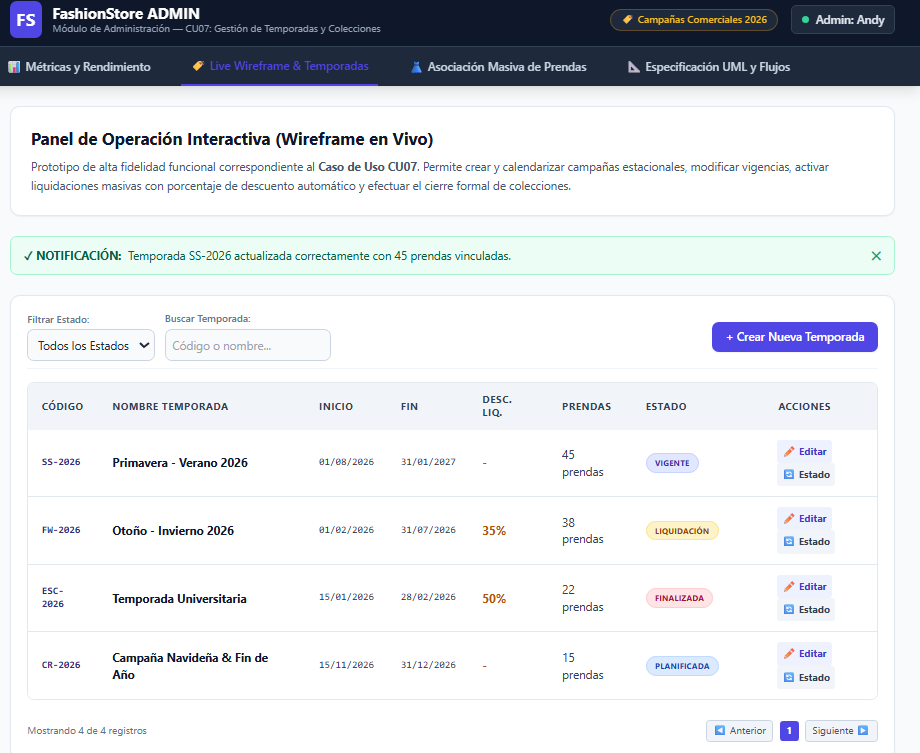 FS
FashionStore ADMIN
Módulo de Administración — CU07: Gestión de Temporadas y Colecciones
Campañas Comerciales 2026
Admin: Andy
Métricas y Rendimiento
Live Wireframe & Temporadas
Asociación Masiva de Prendas
Especificación UML y Flujos
Panel de Operación Interactiva (Wireframe en Vivo)
Prototipo de alta fidelidad funcional correspondiente al Caso de Uso CU07. Permite crear y calendarizar campañas estacionales, modificar vigencias, activar
liquidaciones masivas con porcentaje de descuento automático y efectuar el cierre formal de colecciones.
✓ NOTIFICACIÓN: Temporada SS-2026 actualizada correctamente con 45 prendas vinculadas.
✕
Filtrar Estado:
Buscar Temporada:
Todos los Estados
Código o nombre...
+ Crear Nueva Temporada
CÓDIGO NOMBRE TEMPORADA INICIO FIN DESC. LIQ. PRENDAS ESTADO ACCIONES
SS-2026 Primavera - Verano 2026 01/08/2026 31/01/2027 - 45 prendas VIGENTE Editar Estado
FW-2026 Otoño - Invierno 2026 01/02/2026 31/07/2026 35% 38 prendas LIQUIDACIÓN Editar Estado
ESC-2026 Temporada Universitaria 15/01/2026 28/02/2026 50% 22 prendas FINALIZADA Editar Estado
CR-2026 Campaña Navideña & Fin de Año 15/11/2026 31/12/2026 - 15 prendas PLANIFICADA Editar Estado
Mostrando 4 de 4 registros
Anterior 1 Siguiente